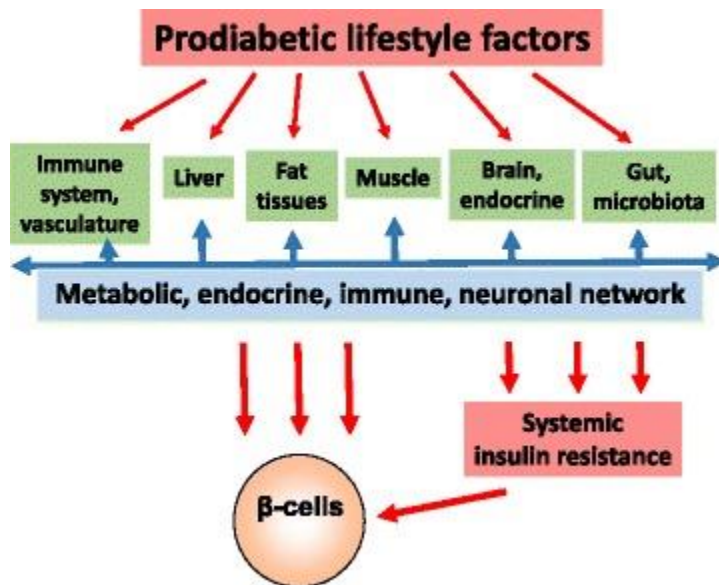 Prodiabetic lifestyle factors
Immune
system,
vasculature
Liver
Fat
tissues
Muscle
Brain,
endocrine
Gut,
microbiota
Metabolic, endocrine, immune, neuronal network
Systemic
insulin resistance
β-cells